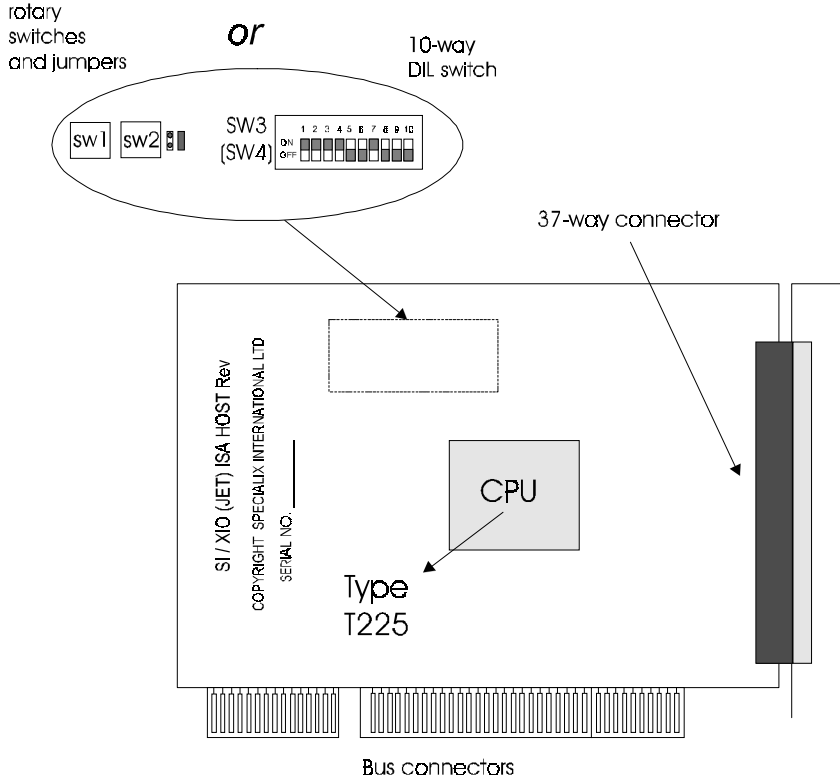 rotary
switches
and jumpers
or
10-way
DIL switch
sw1
sw2
SW3
(SW4)
1 2 3 4 5 6 7 8 9 10
ON
OFF
37-way connector
SI / XIO (JET) ISA HOST Rev
COPYRIGHT SPECIALIX INTERNATIONAL LTD
SERIAL NO.
CPU
Type
T225
Bus connectors